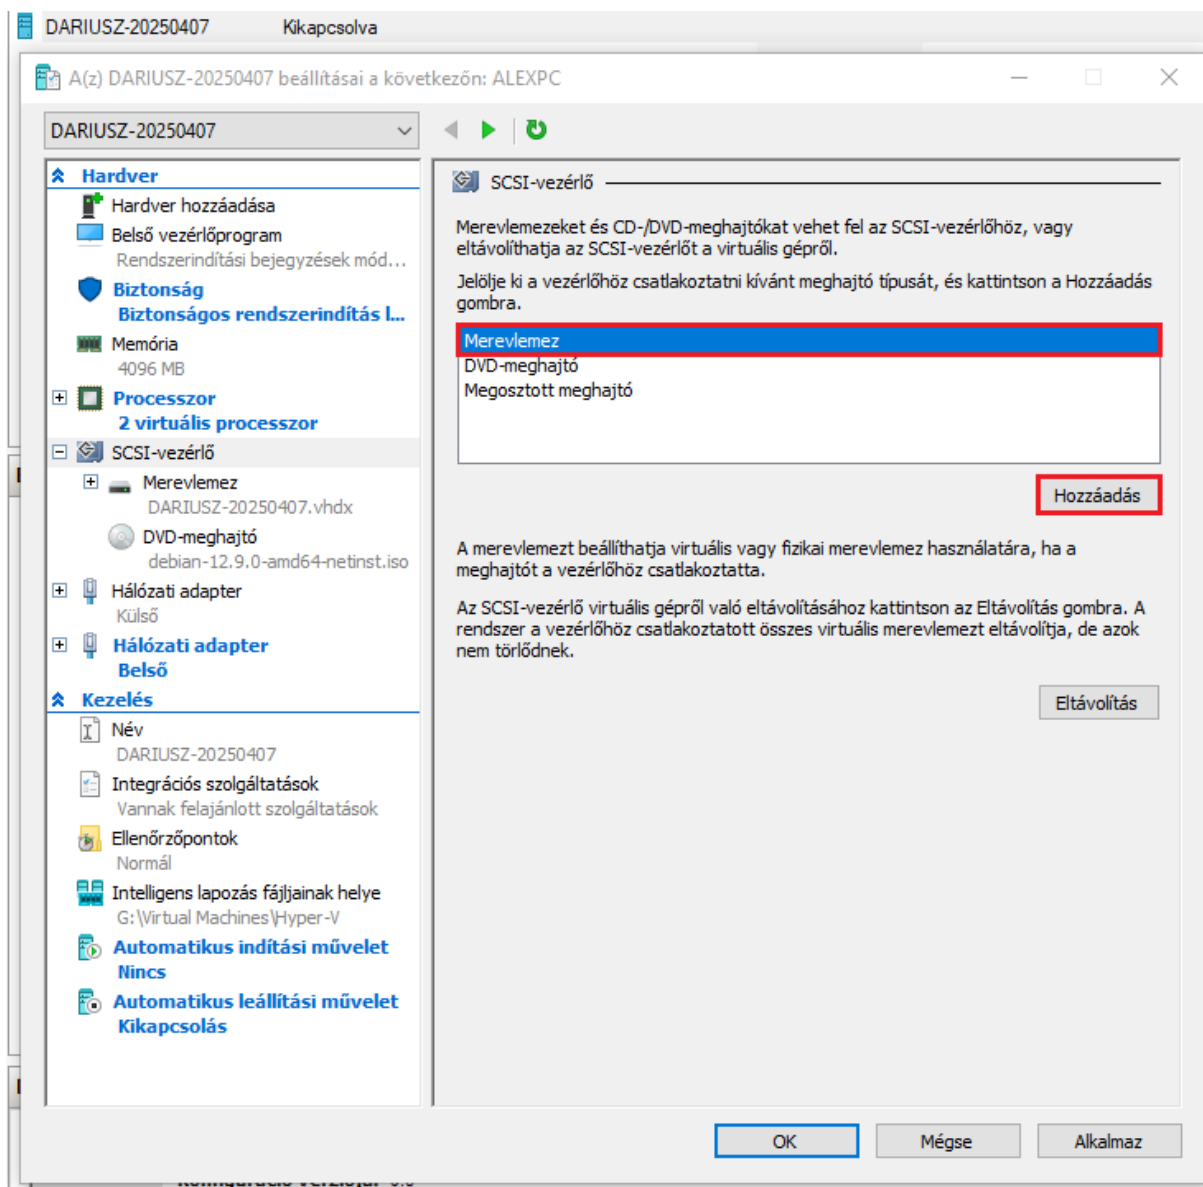 DARIUSZ-20250407 Kikapcsolva
A(z) DARIUSZ-20250407 beállításai a következőn: ALEXPC
DARIUSZ-20250407
Hardver
Hardver hozzáadása
Belső vezérlőprogram
Rendszerindítási bejegyzések mód...
Biztonság
Biztonságos rendszerindítás l...
Memória
4096 MB
Processzor
2 virtuális processzor
SCSI-vezérlő
Merevlemez
DARIUSZ-20250407.vhdx
DVD-meghajtó
debian-12.9.0-amd64-netinst.iso
Hálózati adapter
Külső
Hálózati adapter
Belső
Kezelés
Név
DARIUSZ-20250407
Integrációs szolgáltatások
Vannak felajánlott szolgáltatások
Ellenőrzőpontok
Normál
Intelligens lapozás fájljainak helye
G:\Virtual Machines\Hyper-V
Automatikus indítási művelet
Nincs
Automatikus leállítási művelet
Kikapcsolás
SCSI-vezérlő
Merevlemezeket és CD-/DVD-meghajtókat vehet fel az SCSI-vezérlőhöz, vagy
eltávolíthatja az SCSI-vezérlőt a virtuális gépről.
Jelölje ki a vezérlőhöz csatlakoztatni kívánt meghajtó típusát, és kattintson a Hozzáadás
gombra.
Merevlemez
DVD-meghajtó
Megosztott meghajtó
Hozzáadás
A merevlemezt beállíthatja virtuális vagy fizikai merevlemez használatára, ha a
meghajtót a vezérlőhöz csatlakoztatta.
Az SCSI-vezérlő virtuális gépről való eltávolításához kattintson az Eltávolítás gombra. A
rendszer a vezérlőhöz csatlakoztatott összes virtuális merevlemezt eltávolítja, de azok
nem törlődnek.
Eltávolítás
OK Mégse Alkalmaz